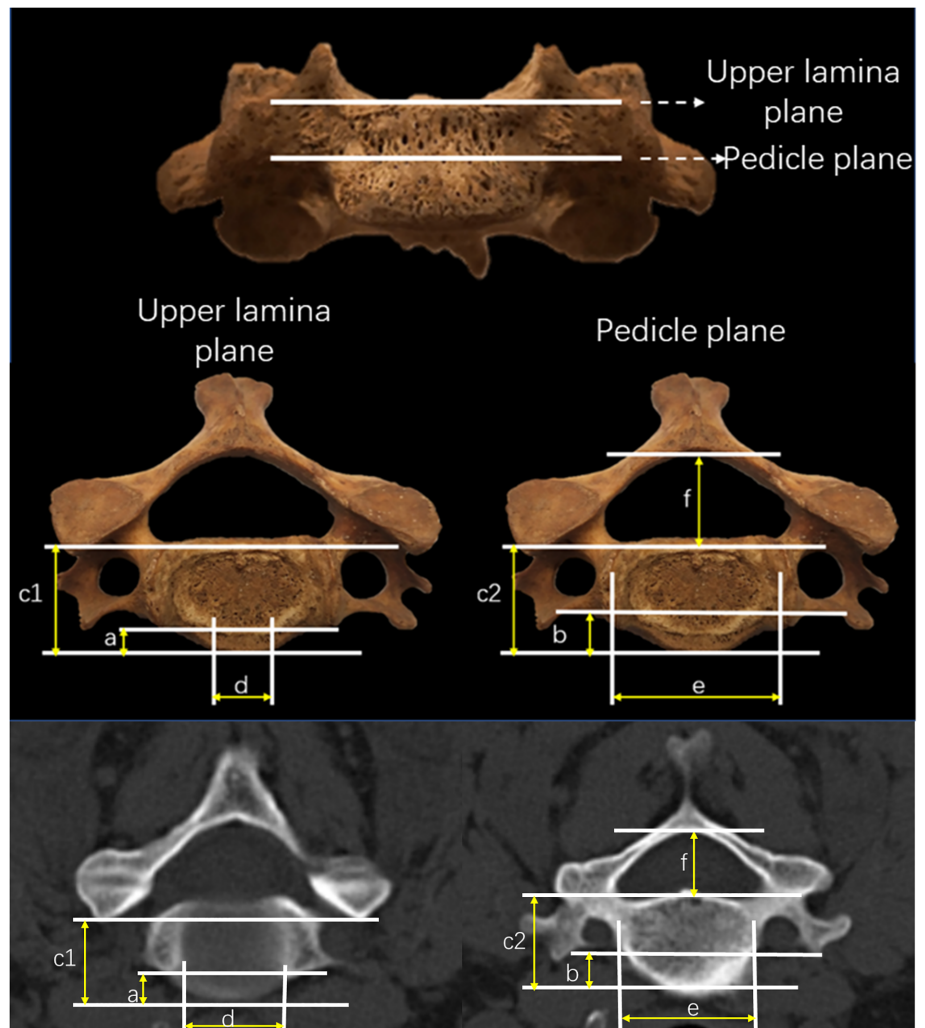 Upper lamina
plane
Pedicle plane
Upper lamina
plane
Pedicle plane
f
c1
a
d
c2
b
e
f
c1
a
d
c2
b
e